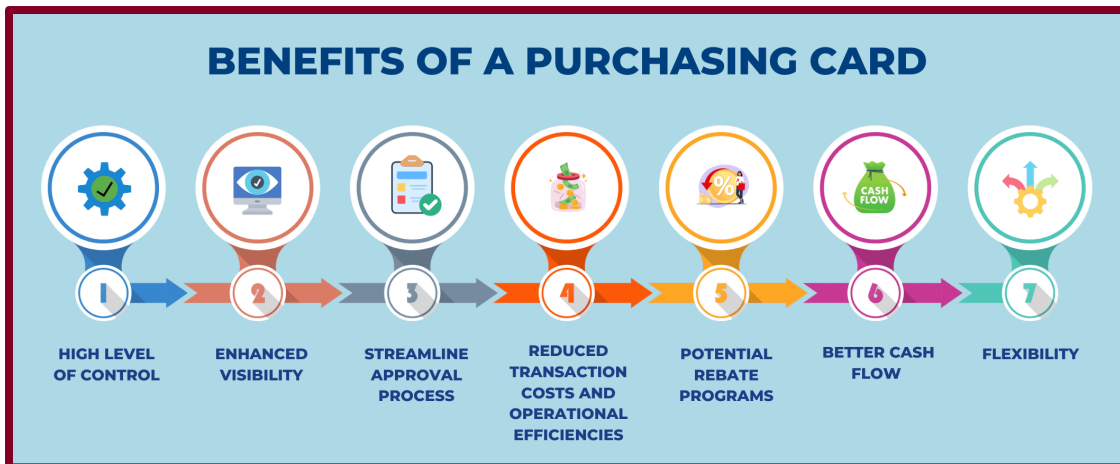 BENEFITS OF A PURCHASING CARD
CASH
FLOW
%
1
2
3
4
5
6
7
HIGH LEVEL
OF CONTROL
ENHANCED
VISIBILITY
STREAMLINE
APPROVAL
PROCESS
REDUCED
TRANSACTION
COSTS AND
OPERATIONAL
EFFICIENCIES
POTENTIAL
REBATE
PROGRAMS
BETTER CASH
FLOW
FLEXIBILITY